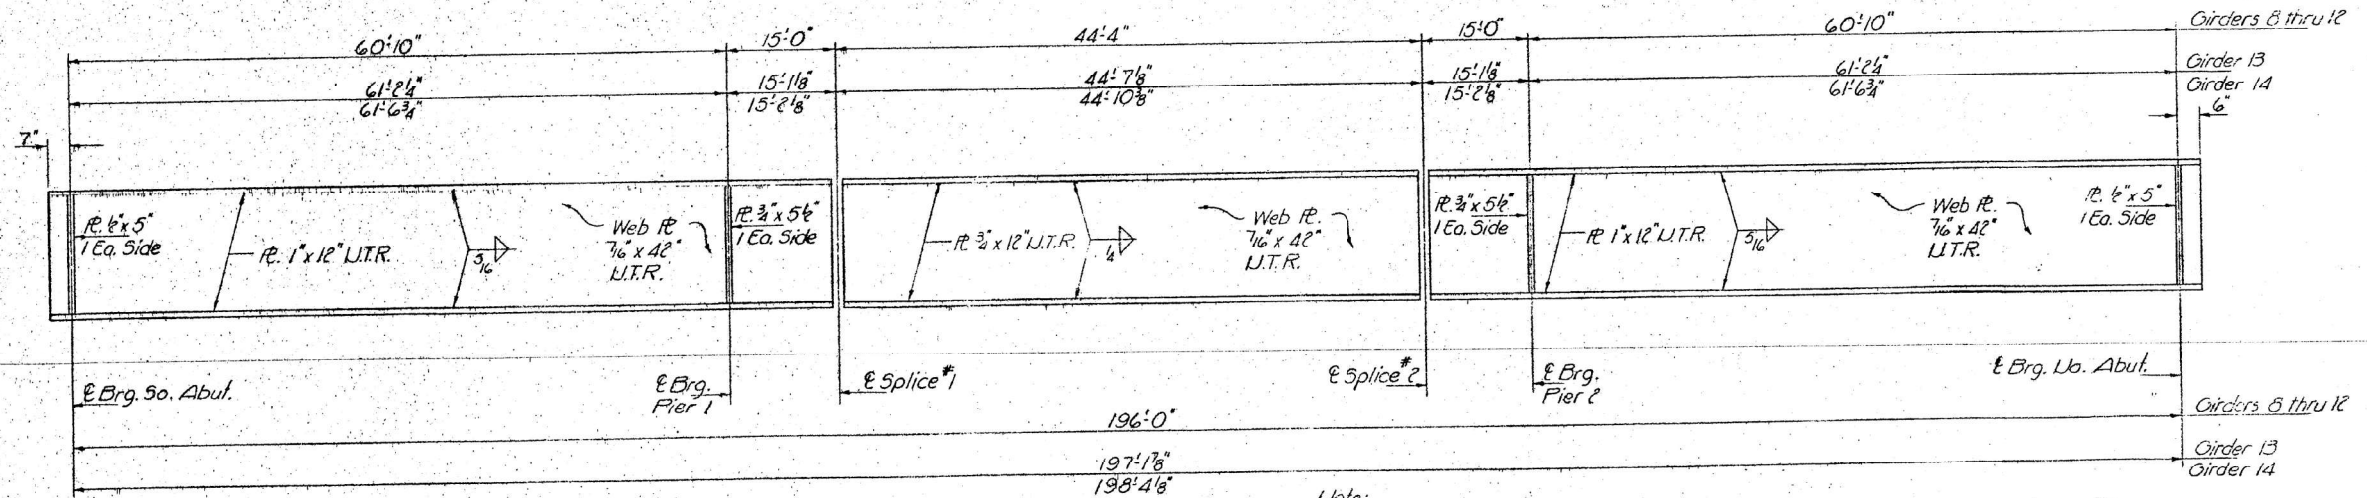 60'-10"
15'-0"
44'-4"
15'-0"
60'-10"
Girders 8 thru 12
61'-2¼"
15'-1⅛"
44'-7⅛"
15'-1⅛"
61'-2¼"
Girder 13
61'-6¾"
15'-2⅛"
44'-10⅜"
15'-2⅛"
61'-6¾"
Girder 14
7"
6"
PL. ½" x 5"
1 Ea. Side
PL. 1" x 12" N.T.R.
5/16
Web PL.
7/16" x 42"
N.T.R.
PL. ¾" x 5½"
1 Ea. Side
PL. ¾" x 12" N.T.R.
¼
Web PL.
7/16" x 42"
N.T.R.
PL. ¾" x 5½"
1 Ea. Side
PL. 1" x 12" N.T.R.
5/16
Web PL.
7/16" x 42"
N.T.R.
PL. ½" x 5"
1 Ea. Side
℄ Brg. So. Abut.
℄ Brg.
Pier 1
℄ Splice #1
℄ Splice #2
℄ Brg.
Pier 2
℄ Brg. No. Abut.
196'-0"
Girders 8 thru 12
197'-1⅞"
Girder 13
198'-4⅛"
Girder 14
Note: